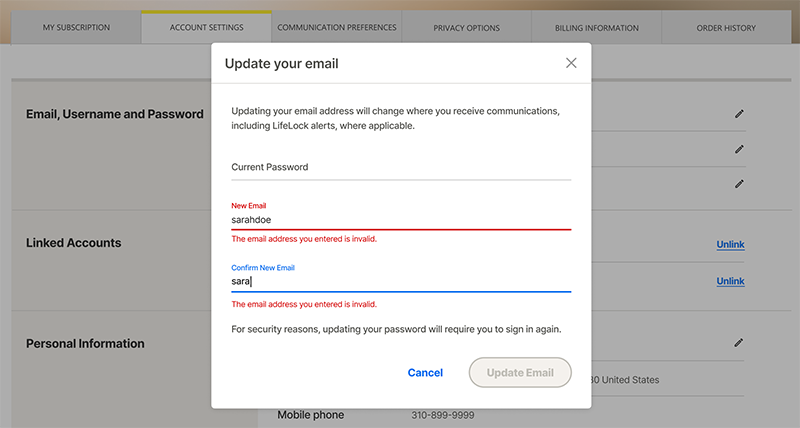 MY SUBSCRIPTION
ACCOUNT SETTINGS
COMMUNICATION PREFERENCES
PRIVACY OPTIONS
BILLING INFORMATION
ORDER HISTORY
Update your email
Email, Username and Password
Updating your email address will change where you receive communications,
including LifeLock alerts, where applicable.
Current Password
New Email
sarahdoe
The email address you entered is invalid.
Linked Accounts
Unlink
Confirm New Email
sara
Unlink
The email address you entered is invalid.
For security reasons, updating your password will require you to sign in again.
Personal Information
Cancel
Update Email
United States
Mobile phone
310-899-9999